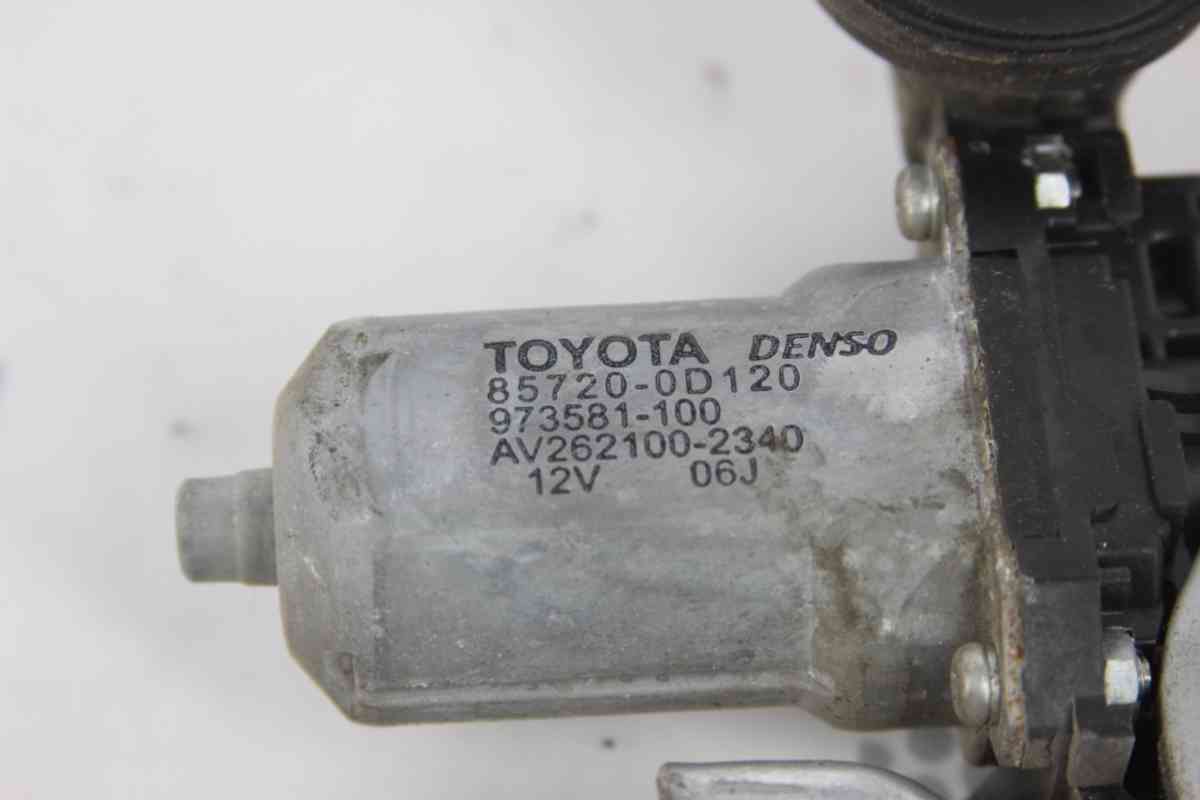 TOYOTA DENSO
85720-0D120
973581-100
AV262100-2340
12V 06J